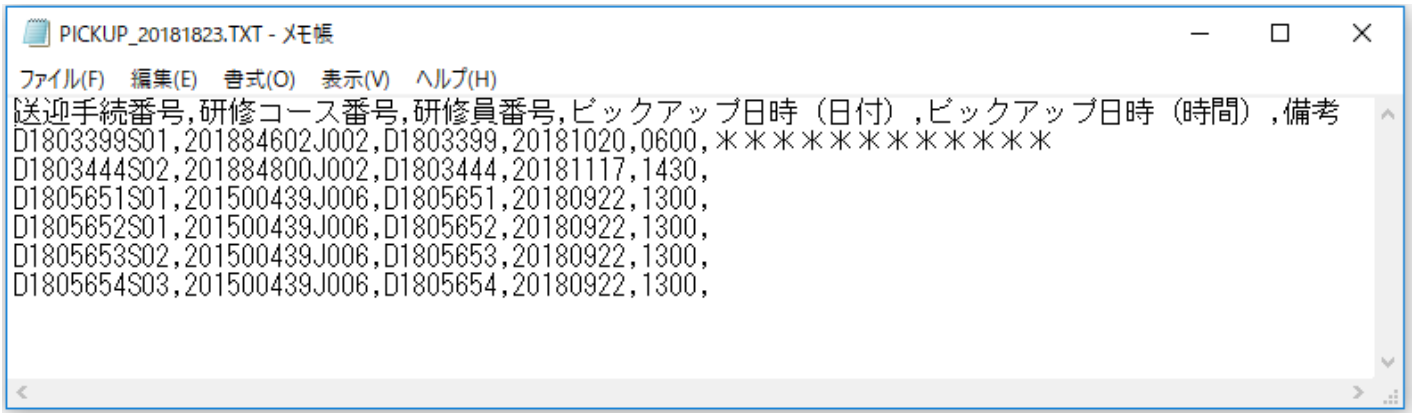 PICKUP_20181823.TXT - メモ帳
ファイル(F) 編集(E) 書式(O) 表示(V) ヘルプ(H)
送迎手続番号,研修コース番号,研修員番号,ピックアップ日時（日付）,ピックアップ日時（時間）,備考
D1803399S01,201884602J002,D1803399,20181020,0600,＊＊＊＊＊＊＊＊＊＊＊＊
D1803444S02,201884800J002,D1803444,20181117,1430,
D1805651S01,201500439J006,D1805651,20180922,1300,
D1805652S01,201500439J006,D1805652,20180922,1300,
D1805653S02,201500439J006,D1805653,20180922,1300,
D1805654S03,201500439J006,D1805654,20180922,1300,